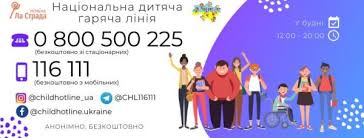 УКРАЇНА
Ла Страда
Національна дитяча
гаряча лінія
0 800 500 225
(безкоштовно зі стаціонарних)
116 111
(безкоштовно з мобільних)
@childhotline_ua
@CHL116111
@childhotline.ukraine
АНОНІМНО, БЕЗКОШТОВНО
У будні
12:00 - 20:00